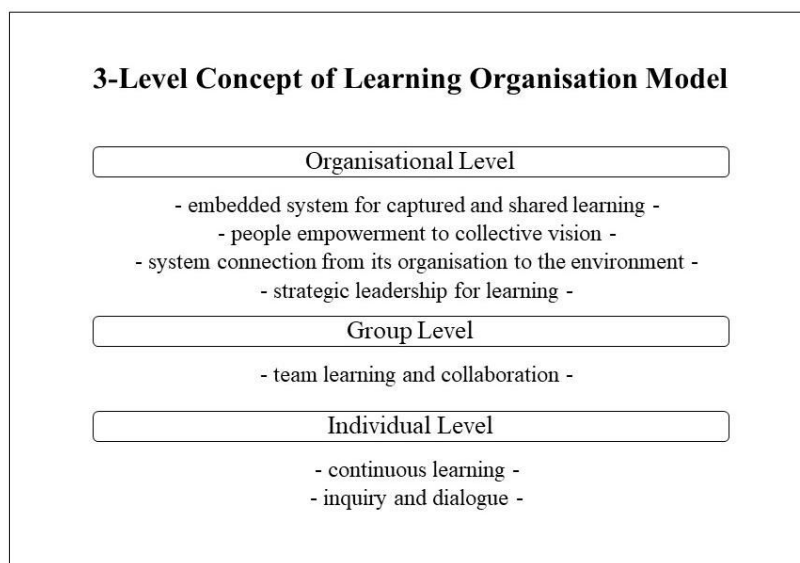 3-Level Concept of Learning Organisation Model
Organisational Level
- embedded system for captured and shared learning -
- people empowerment to collective vision -
- system connection from its organisation to the environment -
- strategic leadership for learning -
Group Level
- team learning and collaboration -
Individual Level
- continuous learning -
- inquiry and dialogue -